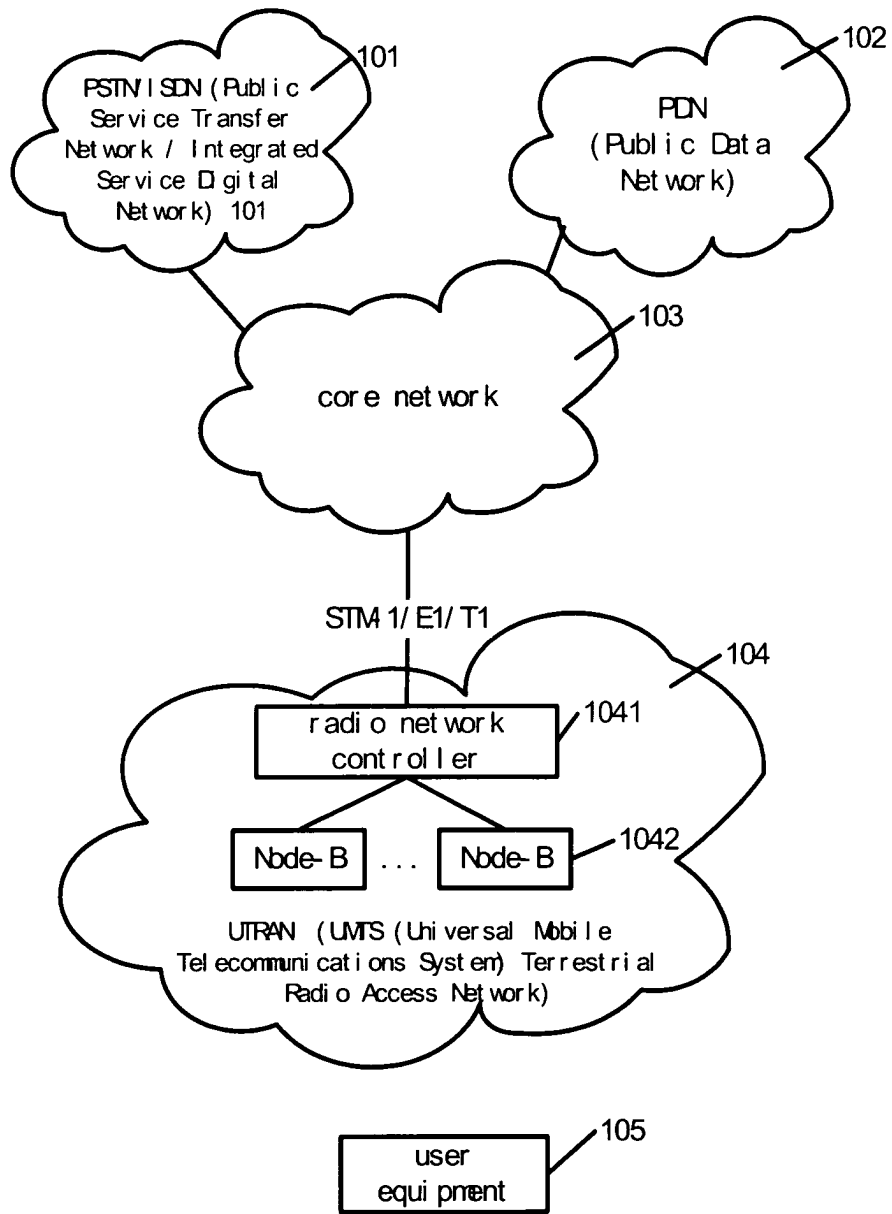 101
PSTN/ISDN (Public
Service Transfer
Network / Integrated
Service Digital
Network) 101
102
PDN
(Public Data
Network)
103
core network
STM-1/E1/T1
104
radio network
controller
1041
Node-B ... Node-B
1042
UTRAN (UMTS (Universal Mobile
Telecommunications System) Terrestrial
Radio Access Network)
105
user
equipment